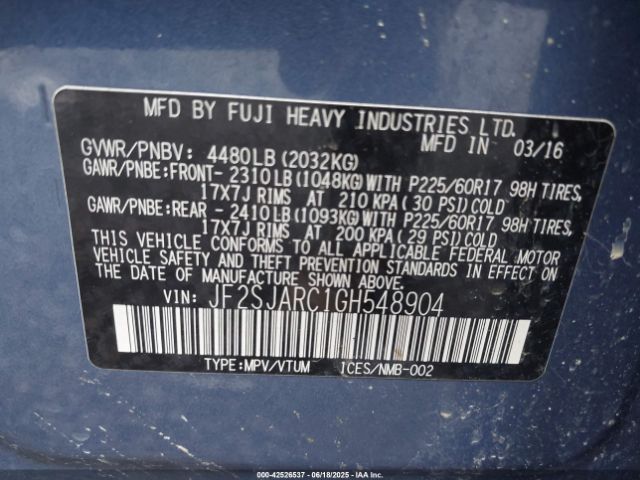 MFD BY FUJI HEAVY INDUSTRIES LTD.
MFD IN 03/16
GVWR/PNBV: 4480LB(2032KG)
GAWR/PNBE:FRONT- 2310LB(1048KG)WITH P225/60R17 98H TIRES,
17X7J RIMS AT 210 KPA(30 PSI)COLD
GAWR/PNBE:REAR - 2410LB(1093KG)WITH P225/60R17 98H TIRES,
17X7J RIMS AT 200 KPA(29 PSI)COLD
THIS VEHICLE CONFORMS TO ALL APPLICABLE FEDERAL MOTOR
VEHICLE SAFETY AND THEFT PREVENTION STANDARDS IN EFFECT ON
THE DATE OF MANUFACTURE SHOWN ABOVE.
VIN: JF2SJARC1GH548904
TYPE:MPV/VTUM ICES/NMB-002
000-42526537 - 06/18/2025 - IAAI.com